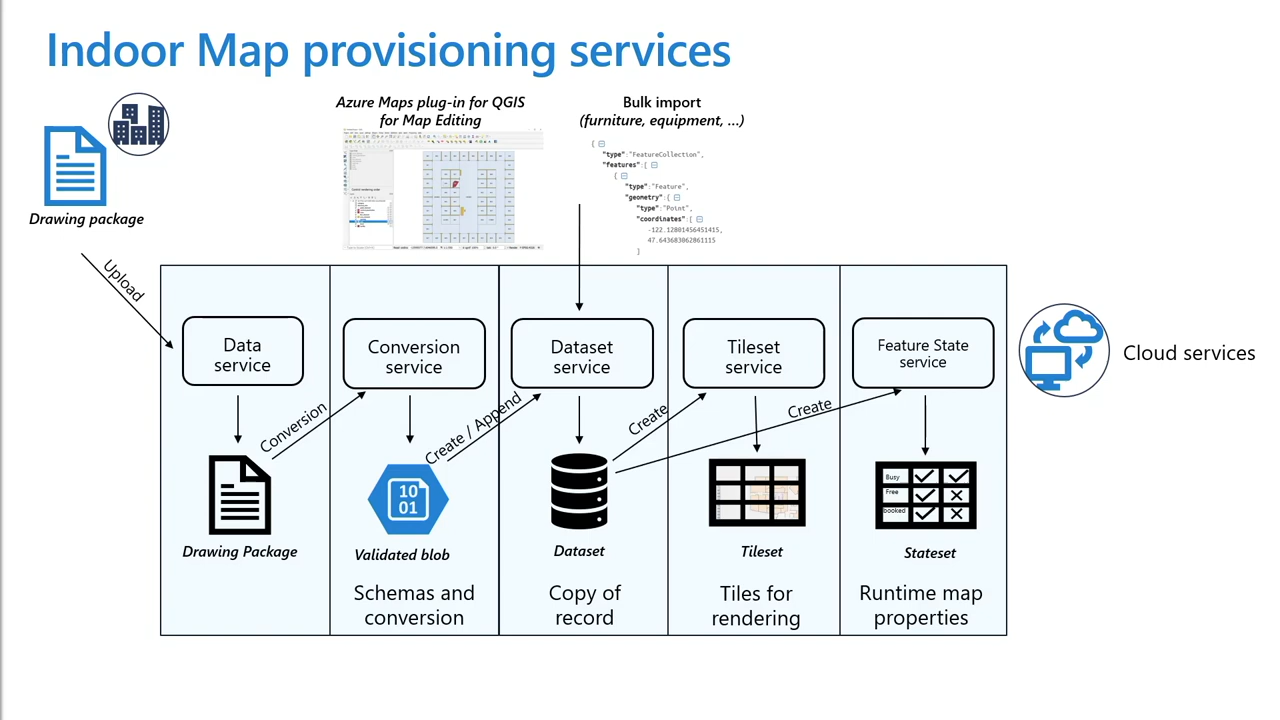 Indoor Map provisioning services
Azure Maps plug-in for QGIS
for Map Editing
Bulk import
(furniture, equipment, ...)
{
"type":"FeatureCollection",
"features":[
{
"type":"Feature",
"geometry":{
"type":"Point",
"coordinates":[
-122.12801456451415,
47.643683062861115
]
Drawing package
Upload
Data
service
Conversion
service
Dataset
service
Tileset
service
Feature State
service
Cloud services
Conversion
Create / Append
Create
Create
10
01
Busy
Free
booked
Drawing Package
Validated blob
Dataset
Tileset
Stateset
Schemas and
conversion
Copy of
record
Tiles for
rendering
Runtime map
properties